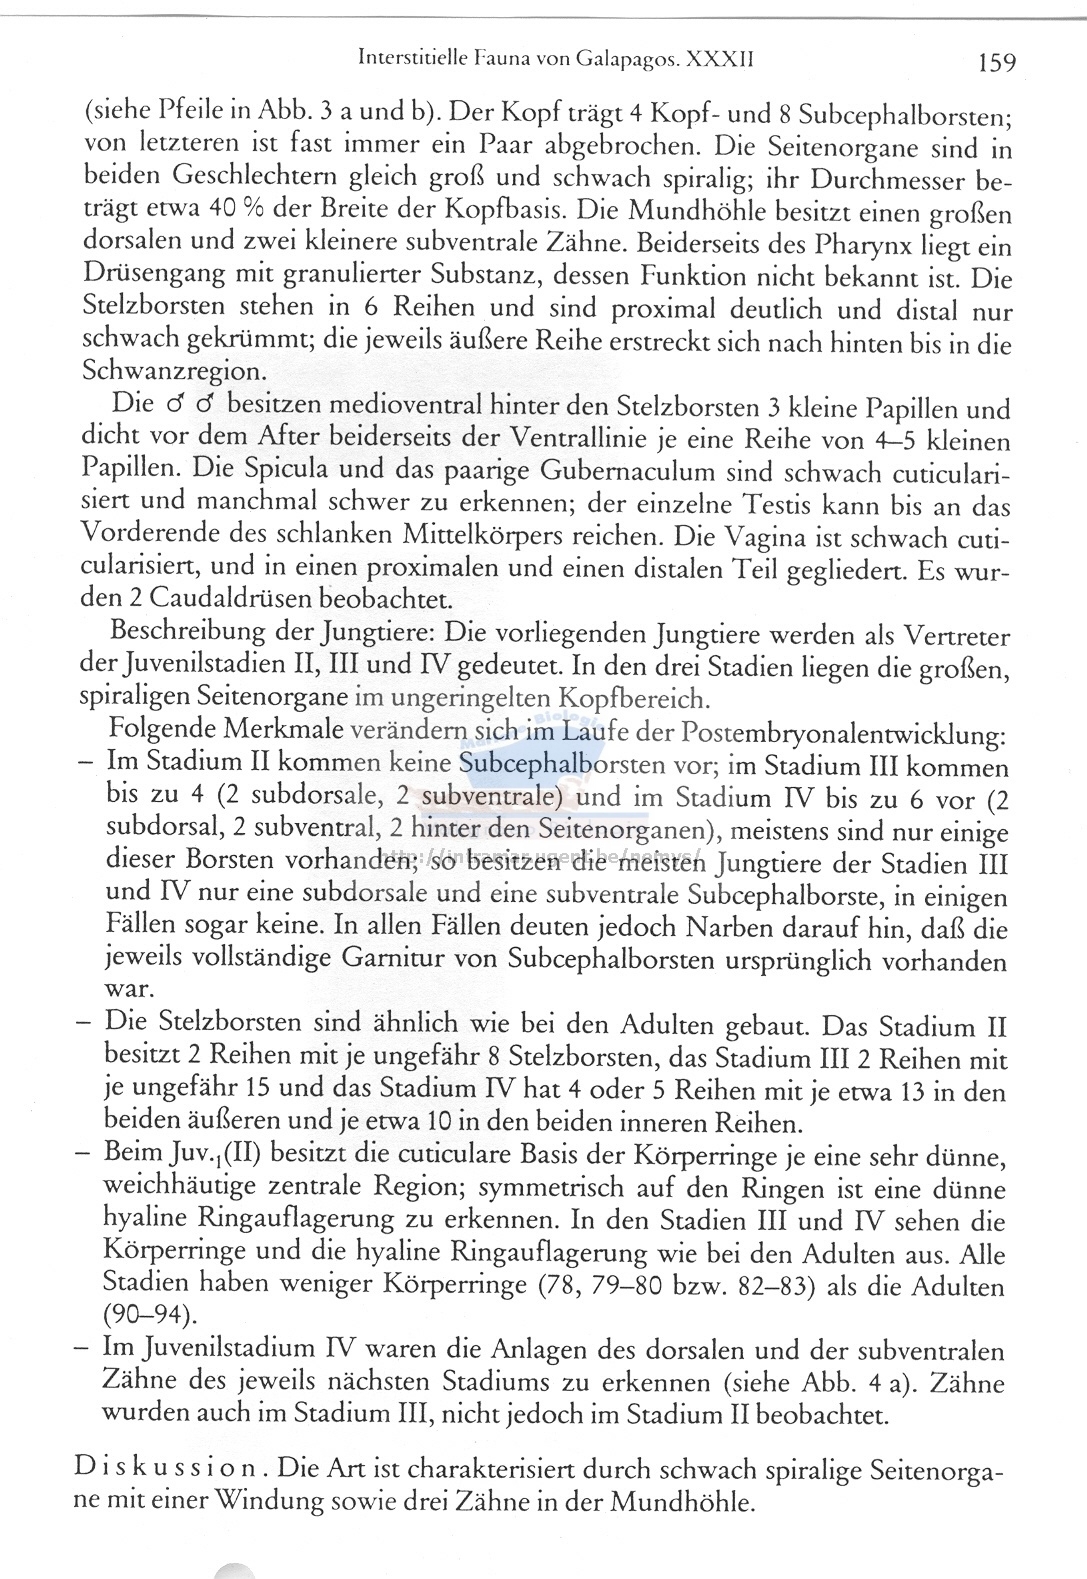 Interstitielle Fauna von Galapagos. XXXII 159
(siehe Pfeile in Abb. 3 a und b). Der Kopf trägt 4 Kopf- und 8 Subcephalborsten;
von letzteren ist fast immer ein Paar abgebrochen. Die Seitenorgane sind in
beiden Geschlechtern gleich groß und schwach spiralig; ihr Durchmesser be-
trägt etwa 40 % der Breite der Kopfbasis. Die Mundhöhle besitzt einen großen
dorsalen und zwei kleinere subventrale Zähne. Beiderseits des Pharynx liegt ein
Drüsengang mit granulierter Substanz, dessen Funktion nicht bekannt ist. Die
Stelzborsten stehen in 6 Reihen und sind proximal deutlich und distal nur
schwach gekrümmt; die jeweils äußere Reihe erstreckt sich nach hinten bis in die
Schwanzregion.
Die ♂ ♂ besitzen medioventral hinter den Stelzborsten 3 kleine Papillen und
dicht vor dem After beiderseits der Ventrallinie je eine Reihe von 4–5 kleinen
Papillen. Die Spicula und das paarige Gubernaculum sind schwach cuticulari-
siert und manchmal schwer zu erkennen; der einzelne Testis kann bis an das
Vorderende des schlanken Mittelkörpers reichen. Die Vagina ist schwach cuti-
cularisiert, und in einen proximalen und einen distalen Teil gegliedert. Es wur-
den 2 Caudaldrüsen beobachtet.
Beschreibung der Jungtiere: Die vorliegenden Jungtiere werden als Vertreter
der Juvenilstadien II, III und IV gedeutet. In den drei Stadien liegen die großen,
spiraligen Seitenorgane im ungeringelten Kopfbereich.
Folgende Merkmale verändern sich im Laufe der Postembryonalentwicklung:
– Im Stadium II kommen keine Subcephalborsten vor; im Stadium III kommen
bis zu 4 (2 subdorsale, 2 subventrale) und im Stadium IV bis zu 6 vor (2
subdorsal, 2 subventral, 2 hinter den Seitenorganen), meistens sind nur einige
dieser Borsten vorhanden; so besitzen die meisten Jungtiere der Stadien III
und IV nur eine subdorsale und eine subventrale Subcephalborste, in einigen
Fällen sogar keine. In allen Fällen deuten jedoch Narben darauf hin, daß die
jeweils vollständige Garnitur von Subcephalborsten ursprünglich vorhanden
war.
– Die Stelzborsten sind ähnlich wie bei den Adulten gebaut. Das Stadium II
besitzt 2 Reihen mit je ungefähr 8 Stelzborsten, das Stadium III 2 Reihen mit
je ungefähr 15 und das Stadium IV hat 4 oder 5 Reihen mit je etwa 13 in den
beiden äußeren und je etwa 10 in den beiden inneren Reihen.
– Beim Juv.₁(II) besitzt die cuticulare Basis der Körperringe je eine sehr dünne,
weichhäutige zentrale Region; symmetrisch auf den Ringen ist eine dünne
hyaline Ringauflagerung zu erkennen. In den Stadien III und IV sehen die
Körperringe und die hyaline Ringauflagerung wie bei den Adulten aus. Alle
Stadien haben weniger Körperringe (78, 79–80 bzw. 82–83) als die Adulten
(90–94).
– Im Juvenilstadium IV waren die Anlagen des dorsalen und der subventralen
Zähne des jeweils nächsten Stadiums zu erkennen (siehe Abb. 4 a). Zähne
wurden auch im Stadium III, nicht jedoch im Stadium II beobachtet.
Diskussion. Die Art ist charakterisiert durch schwach spiralige Seitenorga-
ne mit einer Windung sowie drei Zähne in der Mundhöhle.